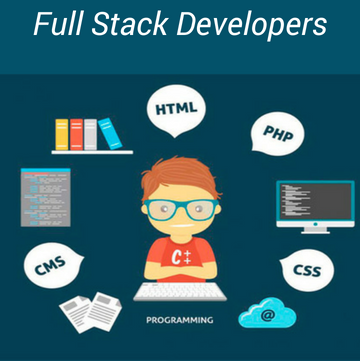 Full Stack Developers
HTML
PHP
C++
CMS
CSS
@
PROGRAMMING